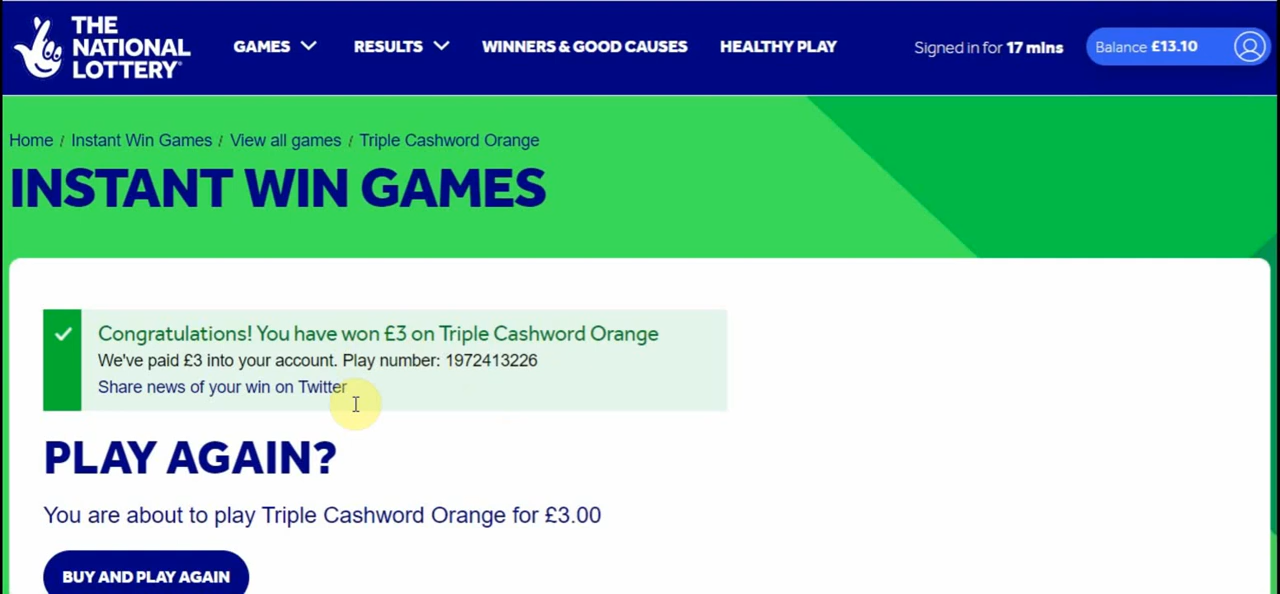 THE
NATIONAL
LOTTERY®
GAMES RESULTS WINNERS & GOOD CAUSES HEALTHY PLAY Signed in for 17 mins Balance £13.10
Home / Instant Win Games / View all games / Triple Cashword Orange
INSTANT WIN GAMES
Congratulations! You have won £3 on Triple Cashword Orange
We've paid £3 into your account. Play number: 1972413226
Share news of your win on Twitter
PLAY AGAIN?
You are about to play Triple Cashword Orange for £3.00
BUY AND PLAY AGAIN